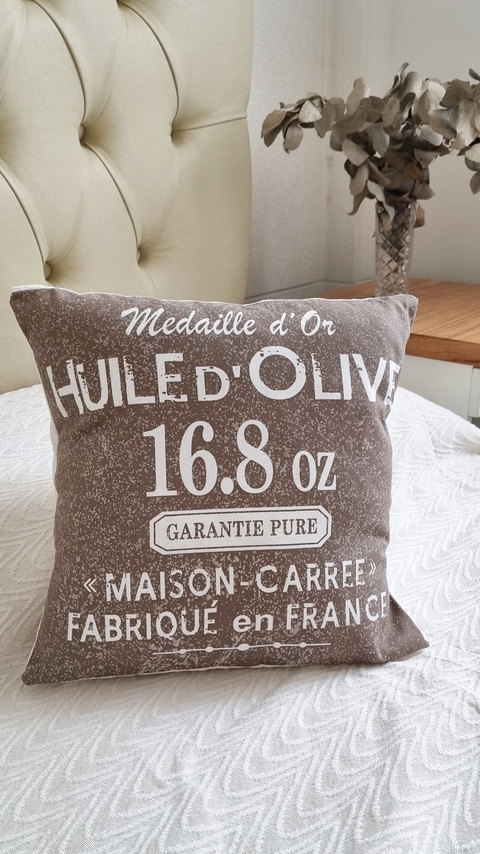 Medaille d'Or
HUILE D'OLIVE
16.8 OZ
GARANTIE PURE
«MAISON-CARREE»
FABRIQUÉ en FRANCE